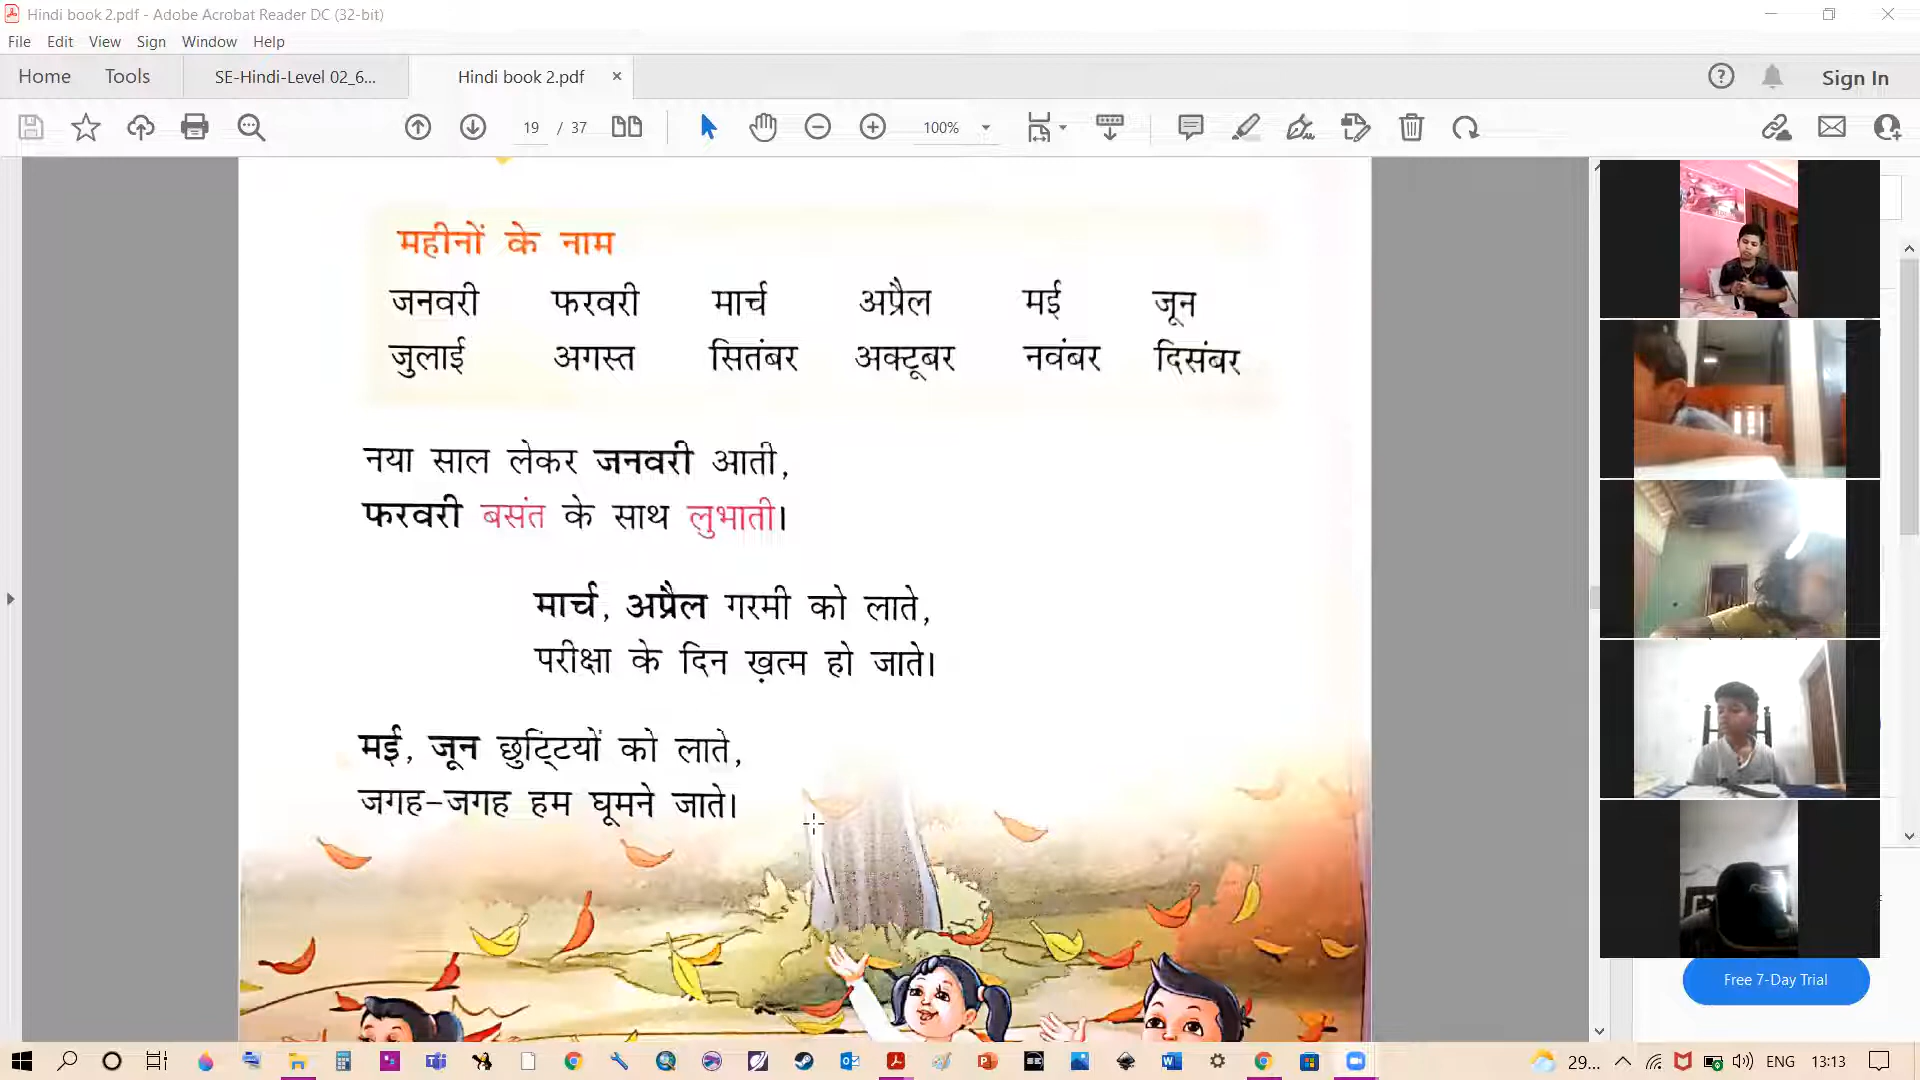 Hindi book 2.pdf - Adobe Acrobat Reader DC (32-bit)
File Edit View Sign Window Help
Home Tools SE-Hindi-Level 02_6... Hindi book 2.pdf × Sign In
19 / 37 100%
महीनों के नाम
जनवरी फरवरी मार्च अप्रैल मई जून
जुलाई अगस्त सितंबर अक्टूबर नवंबर दिसंबर
नया साल लेकर जनवरी आती,
फरवरी बसंत के साथ लुभाती।
मार्च, अप्रैल गरमी को लाते,
परीक्षा के दिन ख़त्म हो जाते।
मई, जून छुट्टियों को लाते,
जगह-जगह हम घूमने जाते।
Free 7-Day Trial
29... ENG 13:13